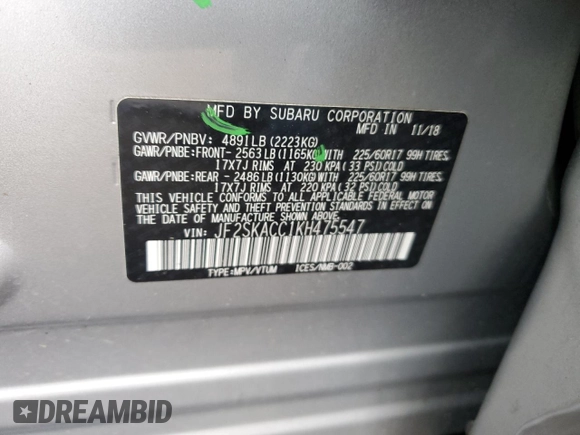 MFD BY SUBARU CORPORATION
GVWR/PNBV: 4891LB (2223KG) MFD IN 11/18
GAWR/PNBE:FRONT- 2563LB (1165KG)WITH 225/60R17 99H TIRES,
17X7J RIMS AT 230 KPA (33 PSI)COLD
GAWR/PNBE:REAR - 2486LB (1130KG)WITH 225/60R17 99H TIRES,
17X7J RIMS AT 220 KPA (32 PSI)COLD
THIS VEHICLE CONFORMS TO ALL APPLICABLE FEDERAL MOTOR
VEHICLE SAFETY AND THEFT PREVENTION STANDARDS IN EFFECT ON
THE DATE OF MANUFACTURE SHOWN ABOVE.
VIN: JF2SKACC1KH475547
TYPE:MPV/VTUM ICES/NMB-002
DREAMBID